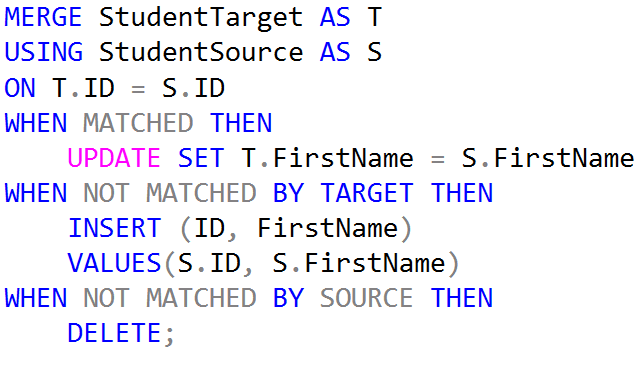 MERGE StudentTarget AS T
USING StudentSource AS S
ON T.ID = S.ID
WHEN MATCHED THEN
    UPDATE SET T.FirstName = S.FirstName
WHEN NOT MATCHED BY TARGET THEN
    INSERT (ID, FirstName)
    VALUES(S.ID, S.FirstName)
WHEN NOT MATCHED BY SOURCE THEN
    DELETE;